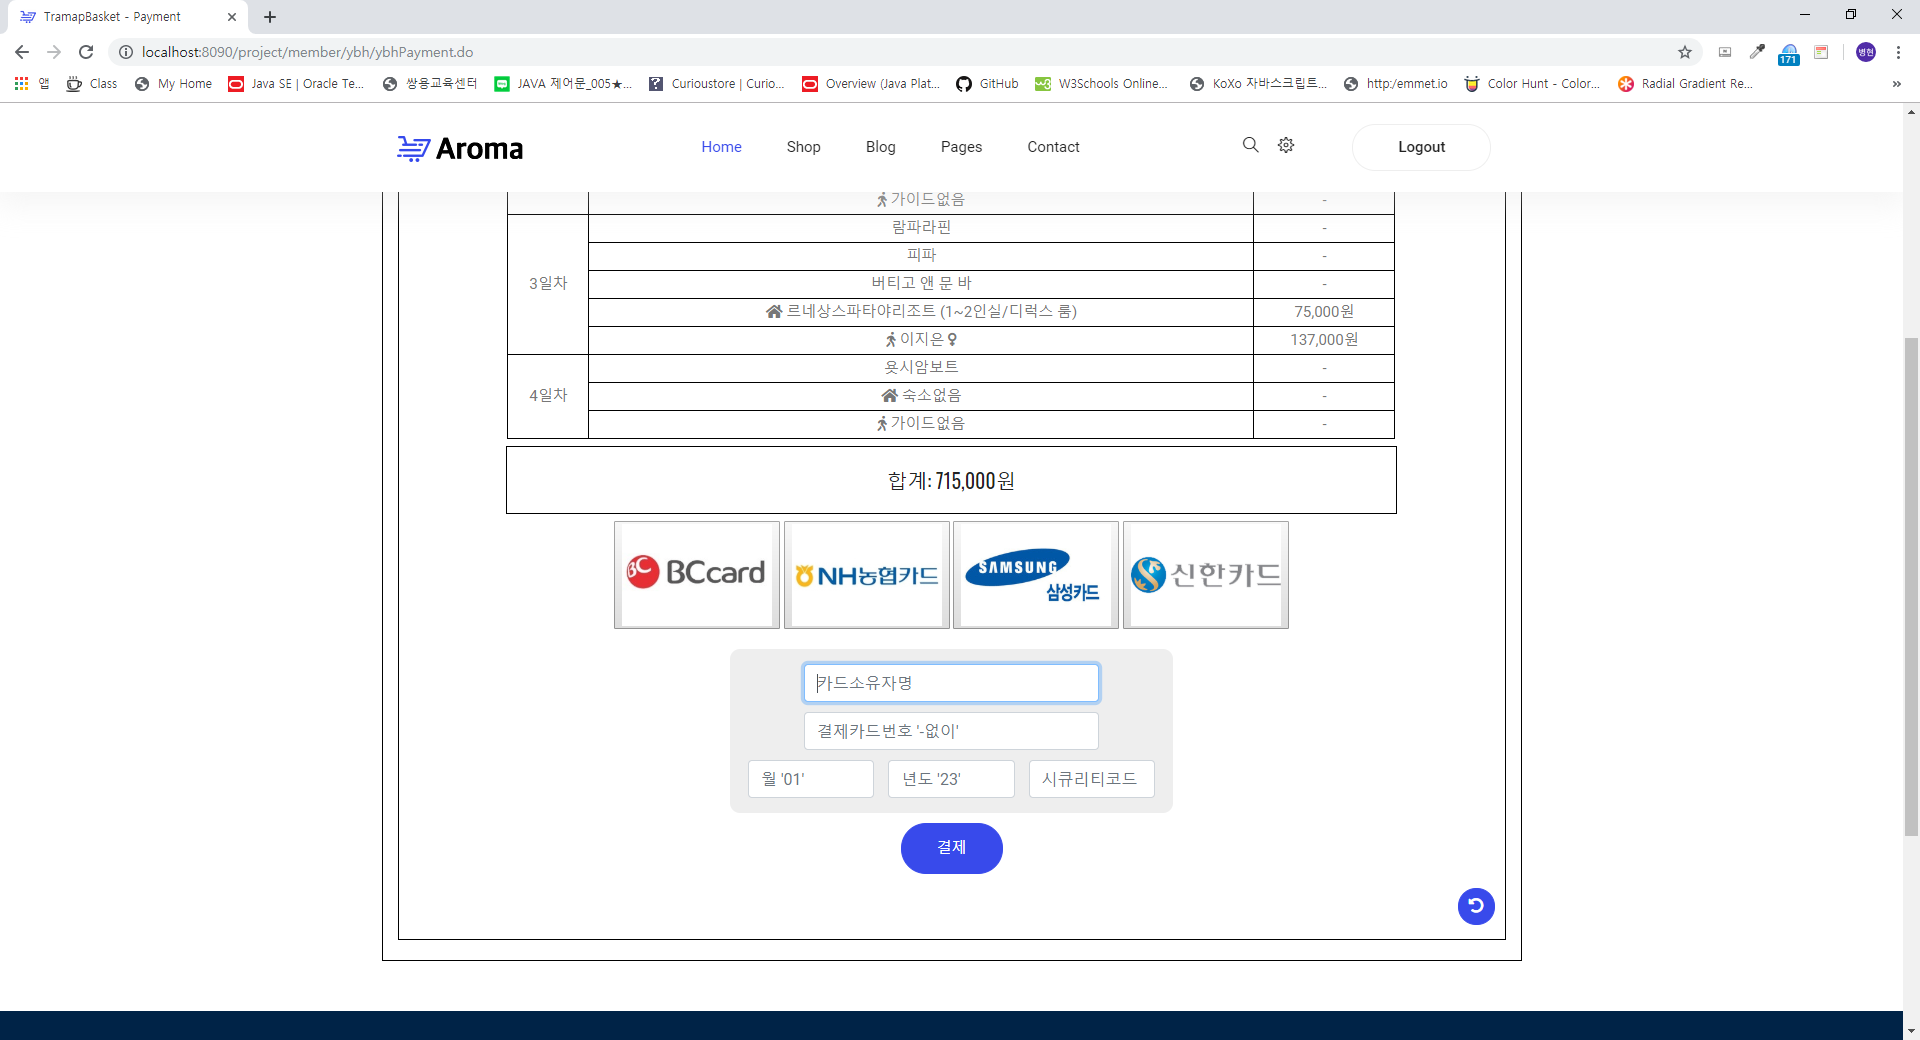 TramapBasket - Payment
localhost:8090/project/member/ybh/ybhPayment.do
병현
171
앱 Class My Home Java SE | Oracle Te... 쌍용교육센터 JAVA 제어문_005★... Curioustore | Curio... Overview (Java Plat... GitHub W3Schools Online... KoXo 자바스크립트... http:/emmet.io Color Hunt - Color... Radial Gradient Re... »
Aroma Home Shop Blog Pages Contact Logout
가이드없음 -
람파라핀 -
피파 -
3일차 버티고 앤 문 바 -
르네상스파타야리조트 (1~2인실/디럭스 룸) 75,000원
이지은 137,000원
욧시암보트 -
4일차 숙소없음 -
가이드없음 -
합계: 715,000원
BC BCcard NH농협카드 SAMSUNG 삼성카드 신한카드
카드소유자명
결제카드번호 '-없이'
월 '01' 년도 '23' 시큐리티코드
결제